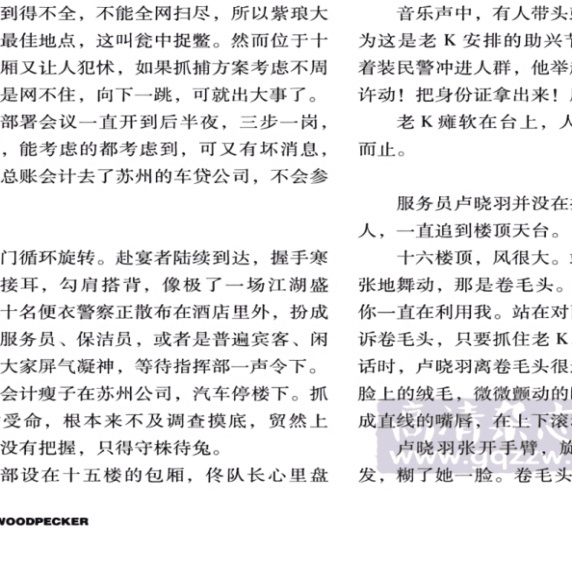 到得不全，不能全网扫尽，所以紫琅大
最佳地点，这叫瓮中捉鳖。然而位于十
厢又让人犯怵，如果抓捕方案考虑不周
是网不住，向下一跳，可就出大事了。
部署会议一直开到后半夜，三步一岗，
，能考虑的都考虑到，可又有坏消息，
总账会计去了苏州的车贷公司，不会参
门循环旋转。赴宴者陆续到达，握手寒
接耳，勾肩搭背，像极了一场江湖盛
十名便衣警察正散布在酒店里外，扮成
服务员、保洁员，或者是普遍宾客、闲
大家屏气凝神，等待指挥部一声令下。
会计瘦子在苏州公司，汽车停楼下。抓
受命，根本来不及调查摸底，贸然上
没有把握，只得守株待兔。
部设在十五楼的包厢，佟队长心里盘
WOODPECKER
音乐声中，有人带头
为这是老 K 安排的助兴节
着装民警冲进人群，他举
许动！把身份证拿出来！
老 K 瘫软在台上，人
而止。
服务员卢晓羽并没在
人，一直追到楼顶天台。
十六楼顶，风很大。
张地舞动，那是卷毛头。
你一直在利用我。站在对
诉卷毛头，只要抓住老 K
话时，卢晓羽离卷毛头很
脸上的绒毛，微微颤动的
成直线的嘴唇，在上下滚
卢晓羽张开手臂，旋
发，糊了她一脸。卷毛头